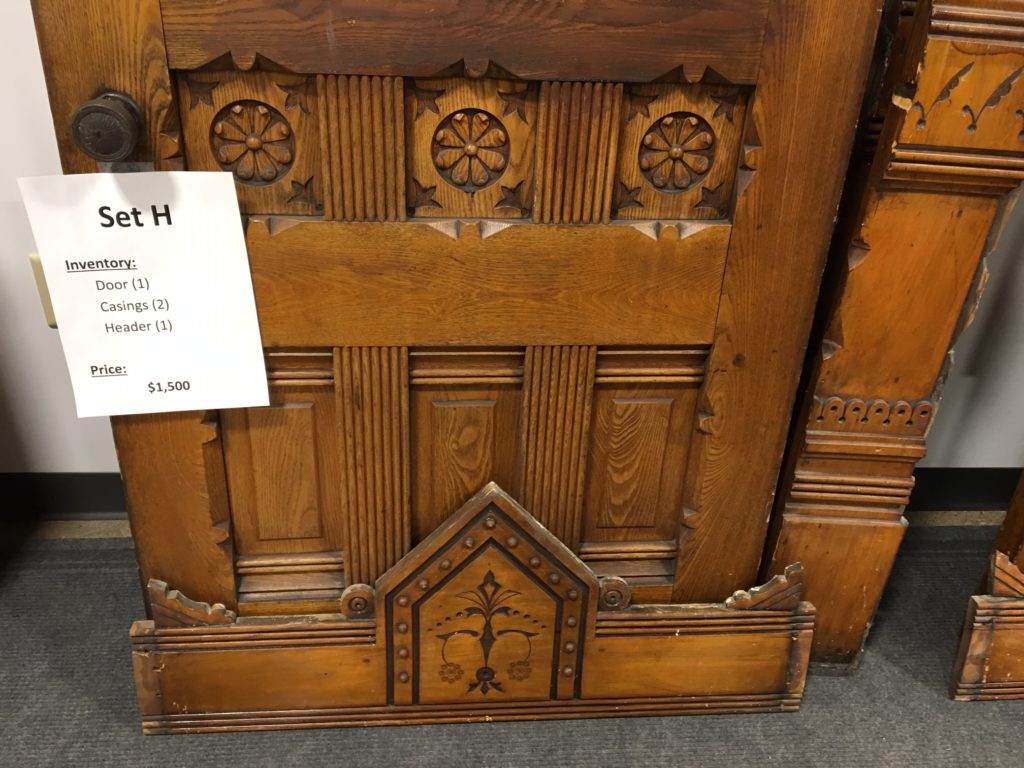 Set H
Inventory:
Door (1)
Casings (2)
Header (1)
Price:
$1,500